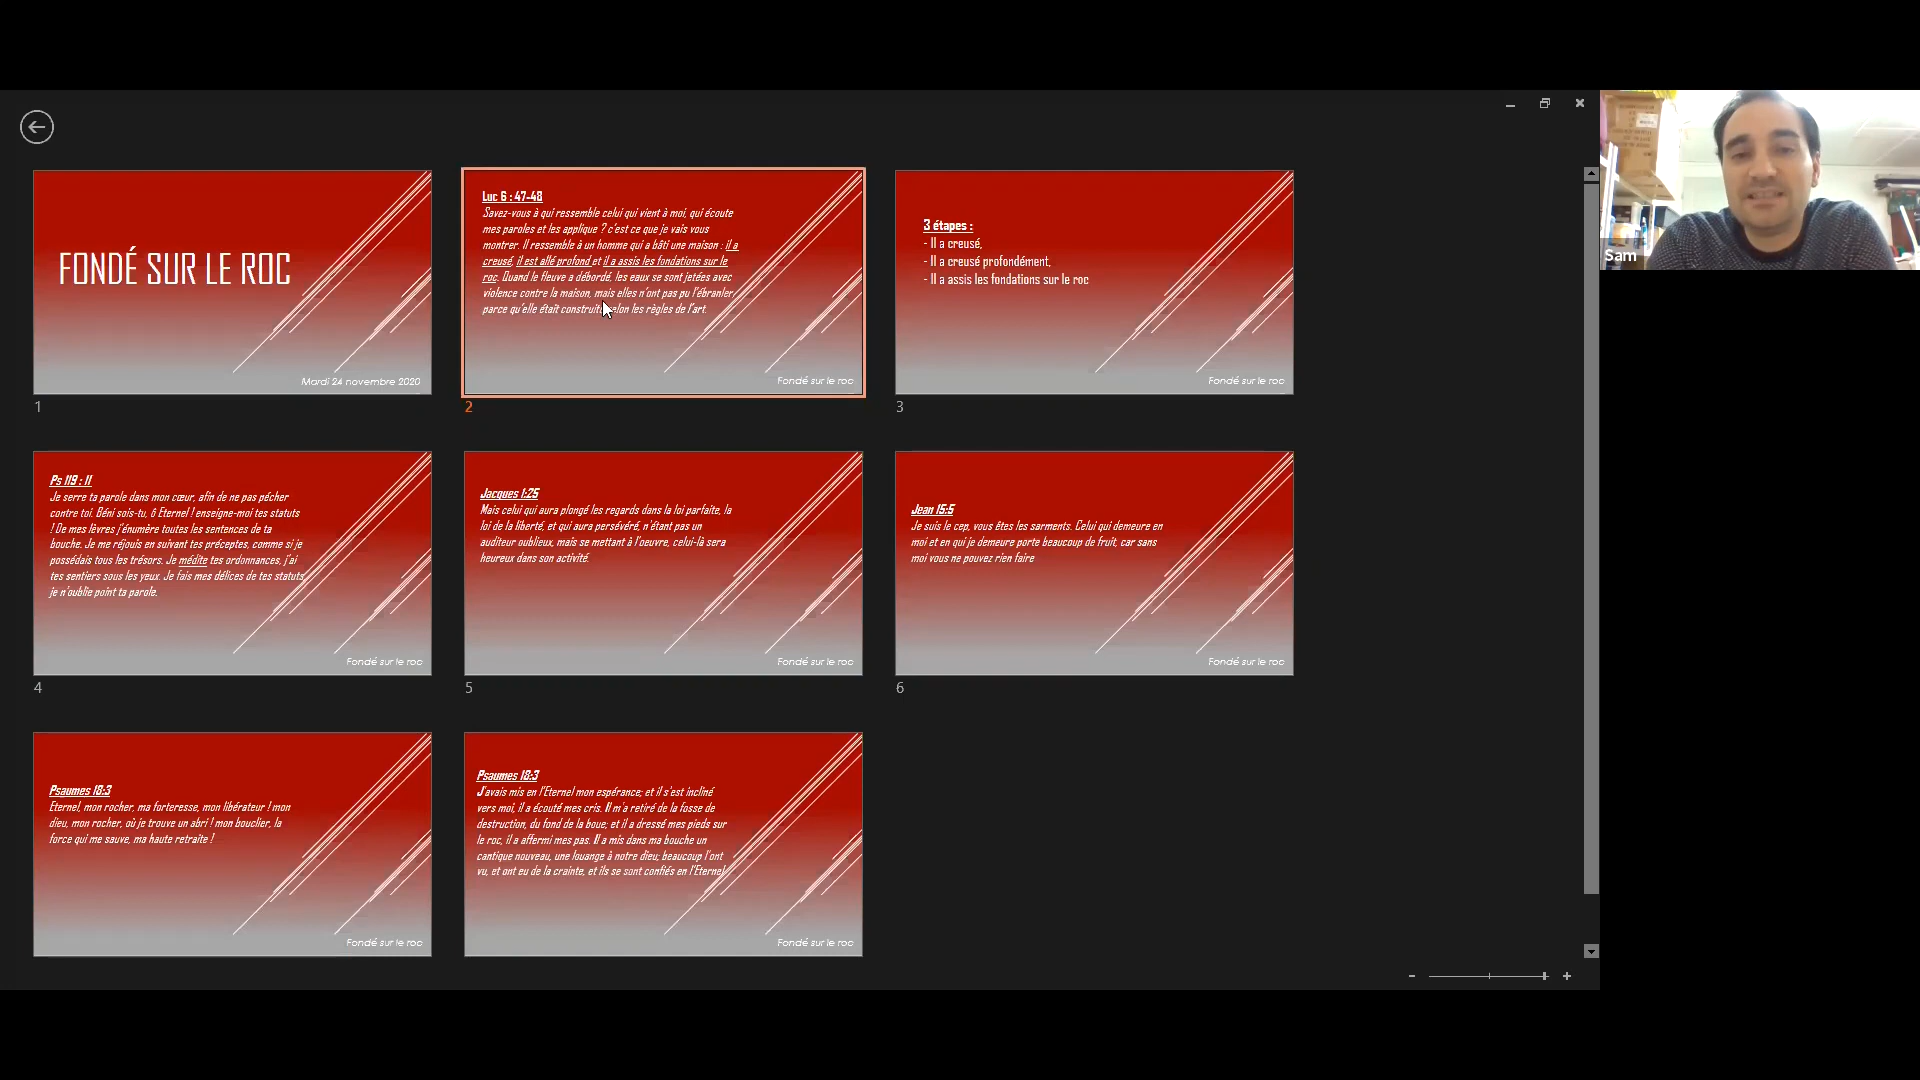 FONDÉ SUR LE ROC
Mardi 24 novembre 2020
1
Luc 6 : 47-48
Savez-vous à qui ressemble celui qui vient à moi, qui écoute
mes paroles et les applique ? c'est ce que je vais vous
montrer. Il ressemble à un homme qui a bâti une maison : il a
creusé, il est allé profond et il a assis les fondations sur le
roc. Quand le fleuve a débordé, les eaux se sont jetées avec
violence contre la maison, mais elles n'ont pas pu l'ébranler
parce qu'elle était construite selon les règles de l'art.
Fondé sur le roc
2
3 étapes :
- Il a creusé,
- Il a creusé profondément,
- Il a assis les fondations sur le roc
Fondé sur le roc
3
Sam
Ps 119 : 11
Je serre ta parole dans mon cœur, afin de ne pas pécher
contre toi. Béni sois-tu, ô Eternel ! enseigne-moi tes statuts
! De mes lèvres j'énumère toutes les sentences de ta
bouche. Je me réjouis en suivant tes préceptes, comme si je
possédais tous les trésors. Je médite tes ordonnances, j'ai
tes sentiers sous les yeux. Je fais mes délices de tes statuts,
je n'oublie point ta parole.
Fondé sur le roc
4
Jacques 1:25
Mais celui qui aura plongé les regards dans la loi parfaite, la
loi de la liberté, et qui aura persévéré, n'étant pas un
auditeur oublieux, mais se mettant à l'oeuvre, celui-là sera
heureux dans son activité.
Fondé sur le roc
5
Jean 15:5
Je suis le cep, vous êtes les sarments. Celui qui demeure en
moi et en qui je demeure porte beaucoup de fruit, car sans
moi vous ne pouvez rien faire
Fondé sur le roc
6
Psaumes 18:3
Eternel, mon rocher, ma forteresse, mon libérateur ! mon
dieu, mon rocher, où je trouve un abri ! mon bouclier, la
force qui me sauve, ma haute retraite !
Fondé sur le roc
Psaumes 18:3
J'avais mis en l'Eternel mon espérance; et il s'est incliné
vers moi, il a écouté mes cris. Il m'a retiré de la fosse de
destruction, du fond de la boue; et il a dressé mes pieds sur
le roc, il a affermi mes pas. Il a mis dans ma bouche un
cantique nouveau, une louange à notre dieu; beaucoup l'ont
vu, et ont eu de la crainte, et ils se sont confiés en l'Eternel
Fondé sur le roc